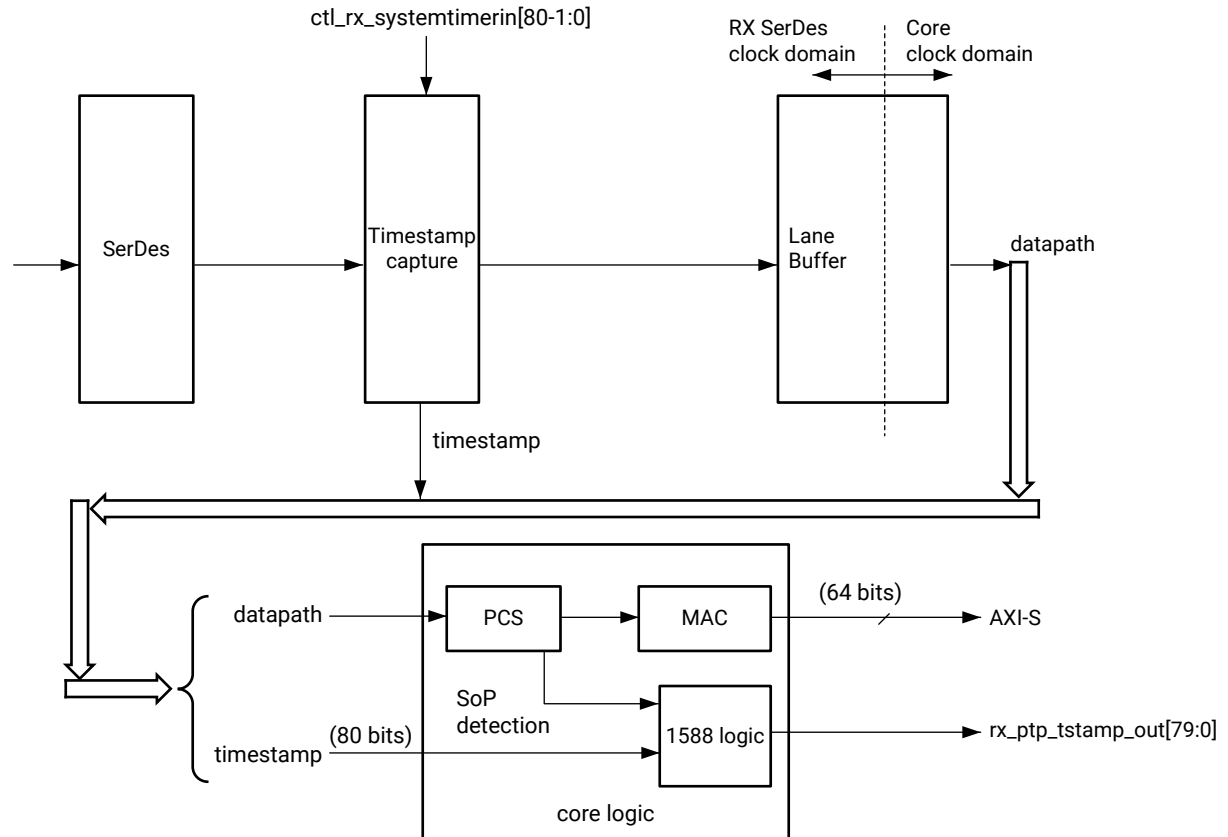 ctl_rx_systemtimerin[80-1:0]
RX SerDes
clock domain
Core
clock domain
SerDes
Timestamp
capture
Lane
Buffer
datapath
timestamp
datapath
PCS
MAC
(64 bits)
AXI-S
SoP
detection
timestamp
(80 bits)
1588 logic
rx_ptp_tstamp_out[79:0]
core logic